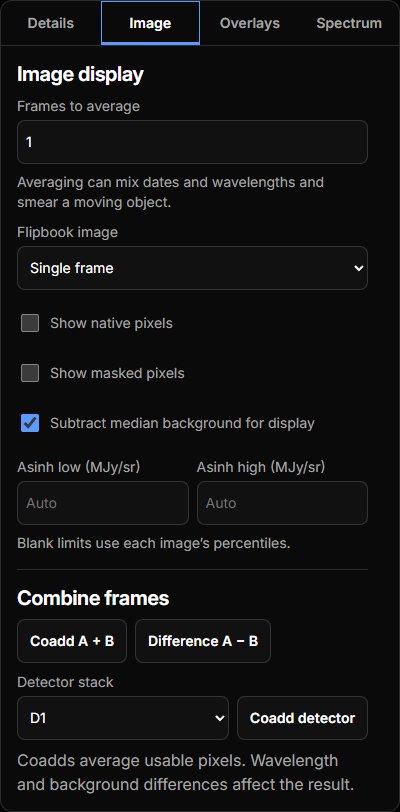 Details Image Overlays Spectrum
Image display
Frames to average
1
Averaging can mix dates and wavelengths and
smear a moving object.
Flipbook image
Single frame
Show native pixels
Show masked pixels
Subtract median background for display
Asinh low (MJy/sr) Asinh high (MJy/sr)
Auto Auto
Blank limits use each image’s percentiles.
Combine frames
Coadd A + B Difference A − B
Detector stack
D1 Coadd detector
Coadds average usable pixels. Wavelength
and background differences affect the result.